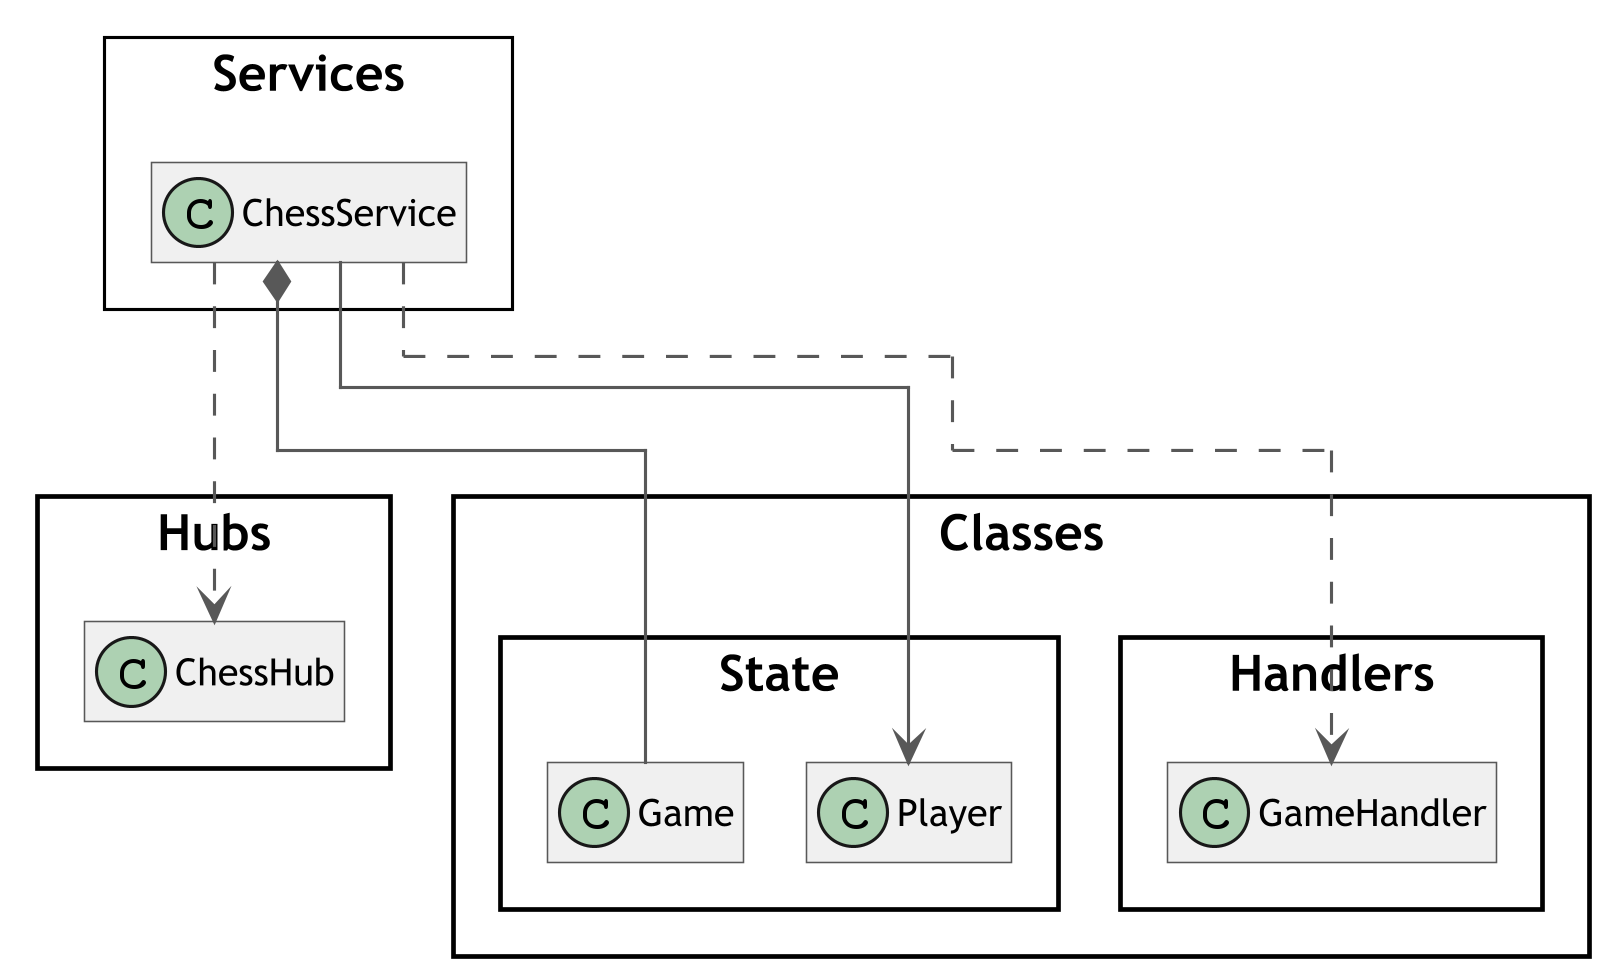 Services
C ChessService
Hubs
C ChessHub
Classes
State
C Game
C Player
Handlers
C GameHandler